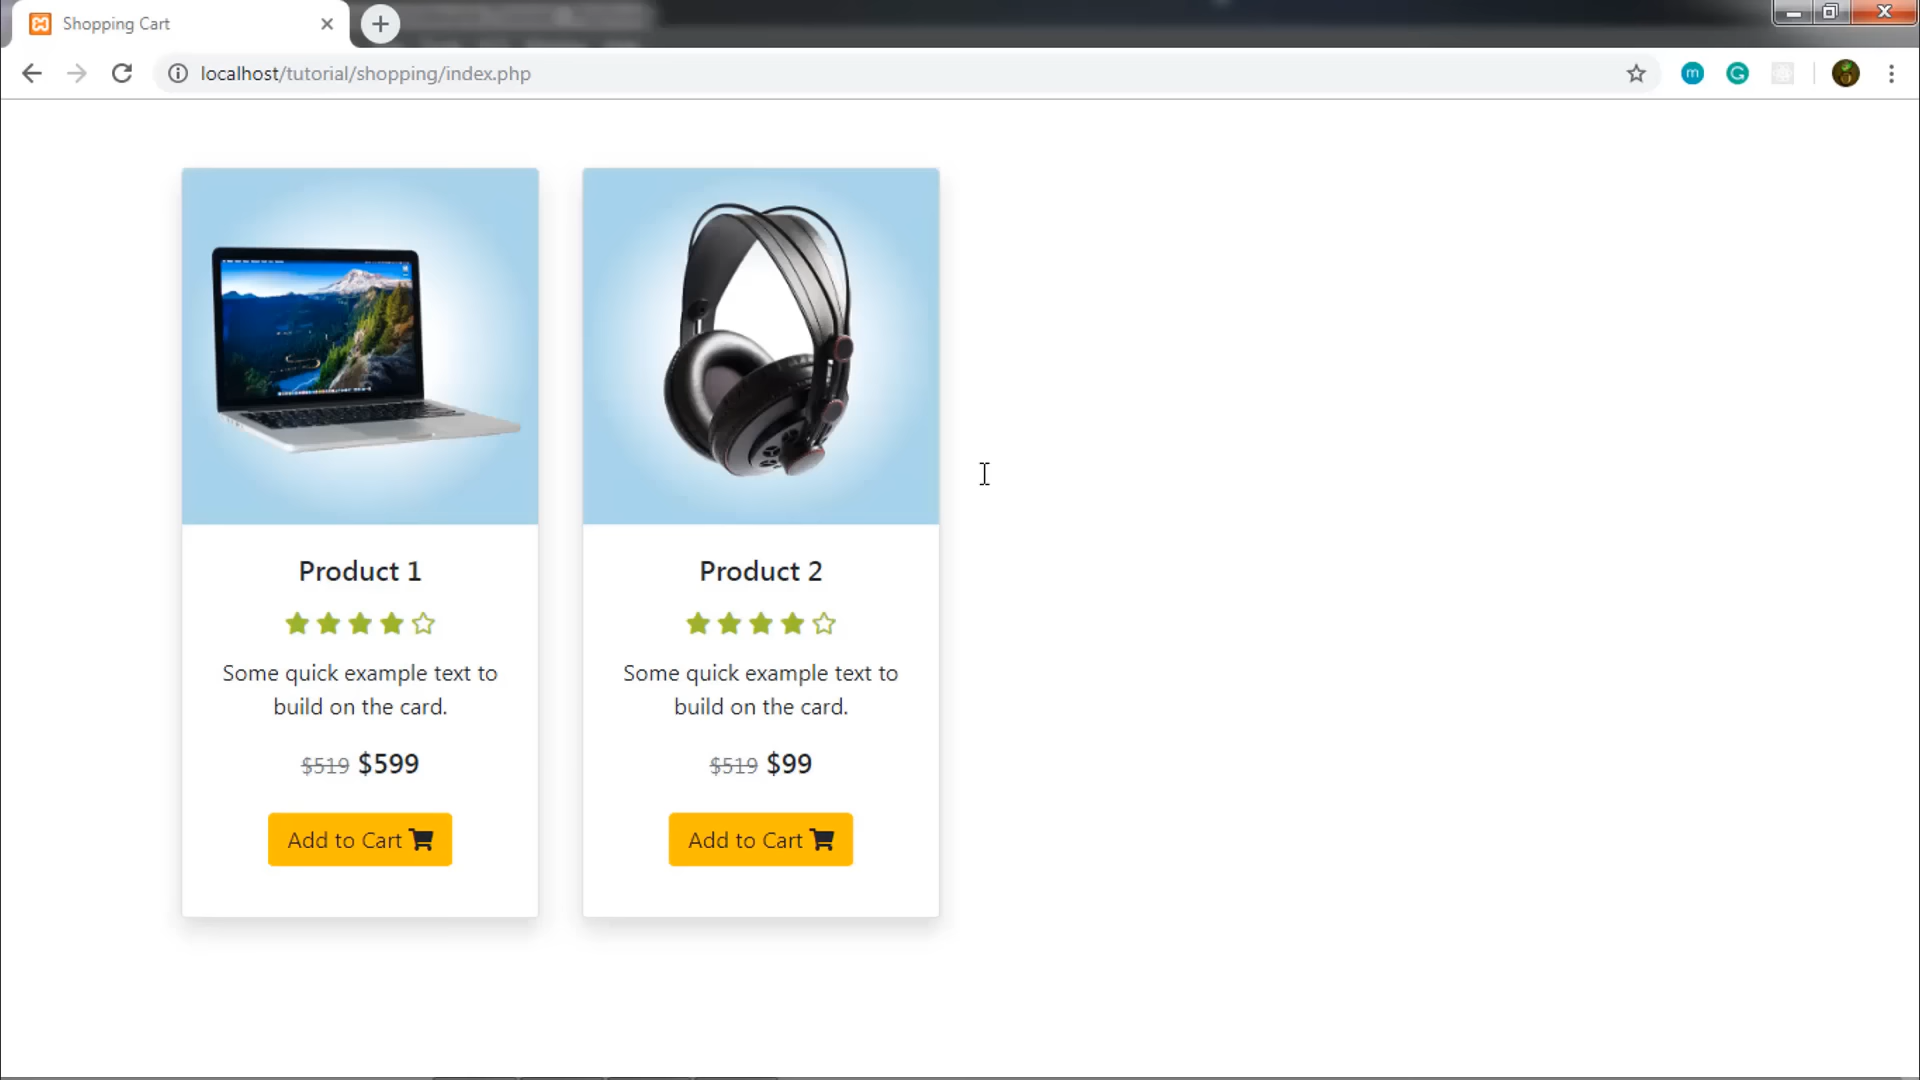 Shopping Cart
localhost/tutorial/shopping/index.php
Product 1
Some quick example text to
build on the card.
$519 $599
Add to Cart
Product 2
Some quick example text to
build on the card.
$519 $99
Add to Cart